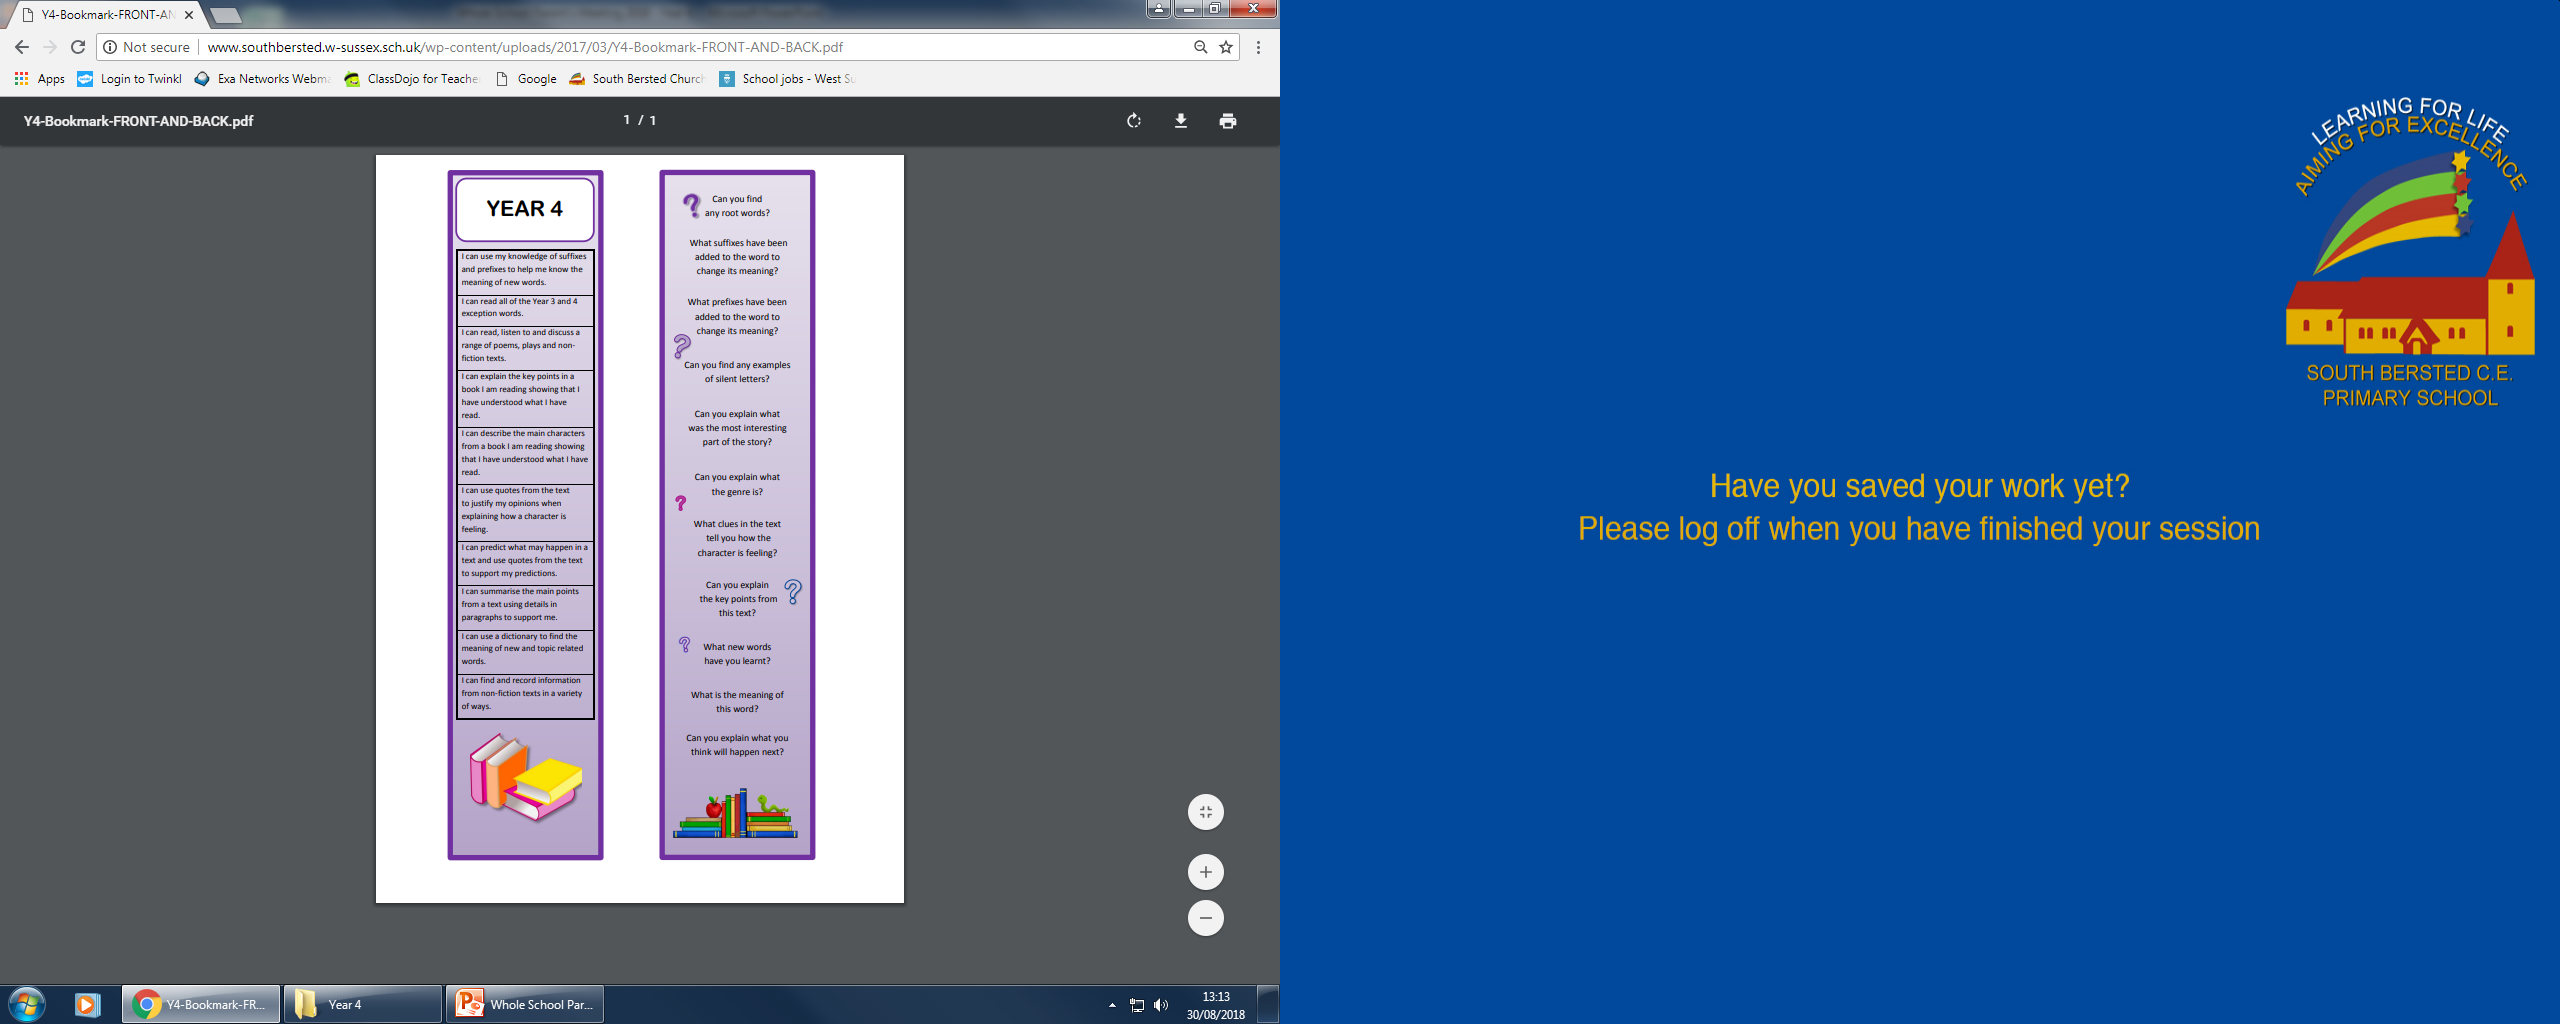 Y4-Bookmark-FRONT-AN
Not secure
www.southbersted.w-sussex.sch.uk/wp-content/uploads/2017/03/Y4-Bookmark-FRONT-AND-BACK.pdf
Apps
Login to Twinkl
Exa Networks Webma
ClassDojo for Teache
Google
South Bersted Church
School jobs - West Su
Y4-Bookmark-FRONT-AND-BACK.pdf
1 / 1
YEAR 4
I can use my knowledge of suffixes
and prefixes to help me know the
meaning of new words.
I can read all of the Year 3 and 4
exception words.
I can read, listen to and discuss a
range of poems, plays and non-
fiction texts.
I can explain the key points in a
book I am reading showing that I
have understood what I have
read.
I can describe the main characters
from a book I am reading showing
that I have understood what I have
read.
I can use quotes from the text
to justify my opinions when
explaining how a character is
feeling.
I can predict what may happen in a
text and use quotes from the text
to support my predictions.
I can summarise the main points
from a text using details in
paragraphs to support me.
I can use a dictionary to find the
meaning of new and topic related
words.
I can find and record information
from non-fiction texts in a variety
of ways.
Can you find
any root words?
What suffixes have been
added to the word to
change its meaning?
What prefixes have been
added to the word to
change its meaning?
Can you find any examples
of silent letters?
Can you explain what
was the most interesting
part of the story?
Can you explain what
the genre is?
What clues in the text
tell you how the
character is feeling?
Can you explain
the key points from
this text?
What new words
have you learnt?
What is the meaning of
this word?
Can you explain what you
think will happen next?
Y4-Bookmark-FR...
Year 4
Whole School Par...
13:13
30/08/2018
LEARNING FOR LIFE
AIMING FOR EXCELLENCE
SOUTH BERSTED C.E.
PRIMARY SCHOOL
Have you saved your work yet?
Please log off when you have finished your session